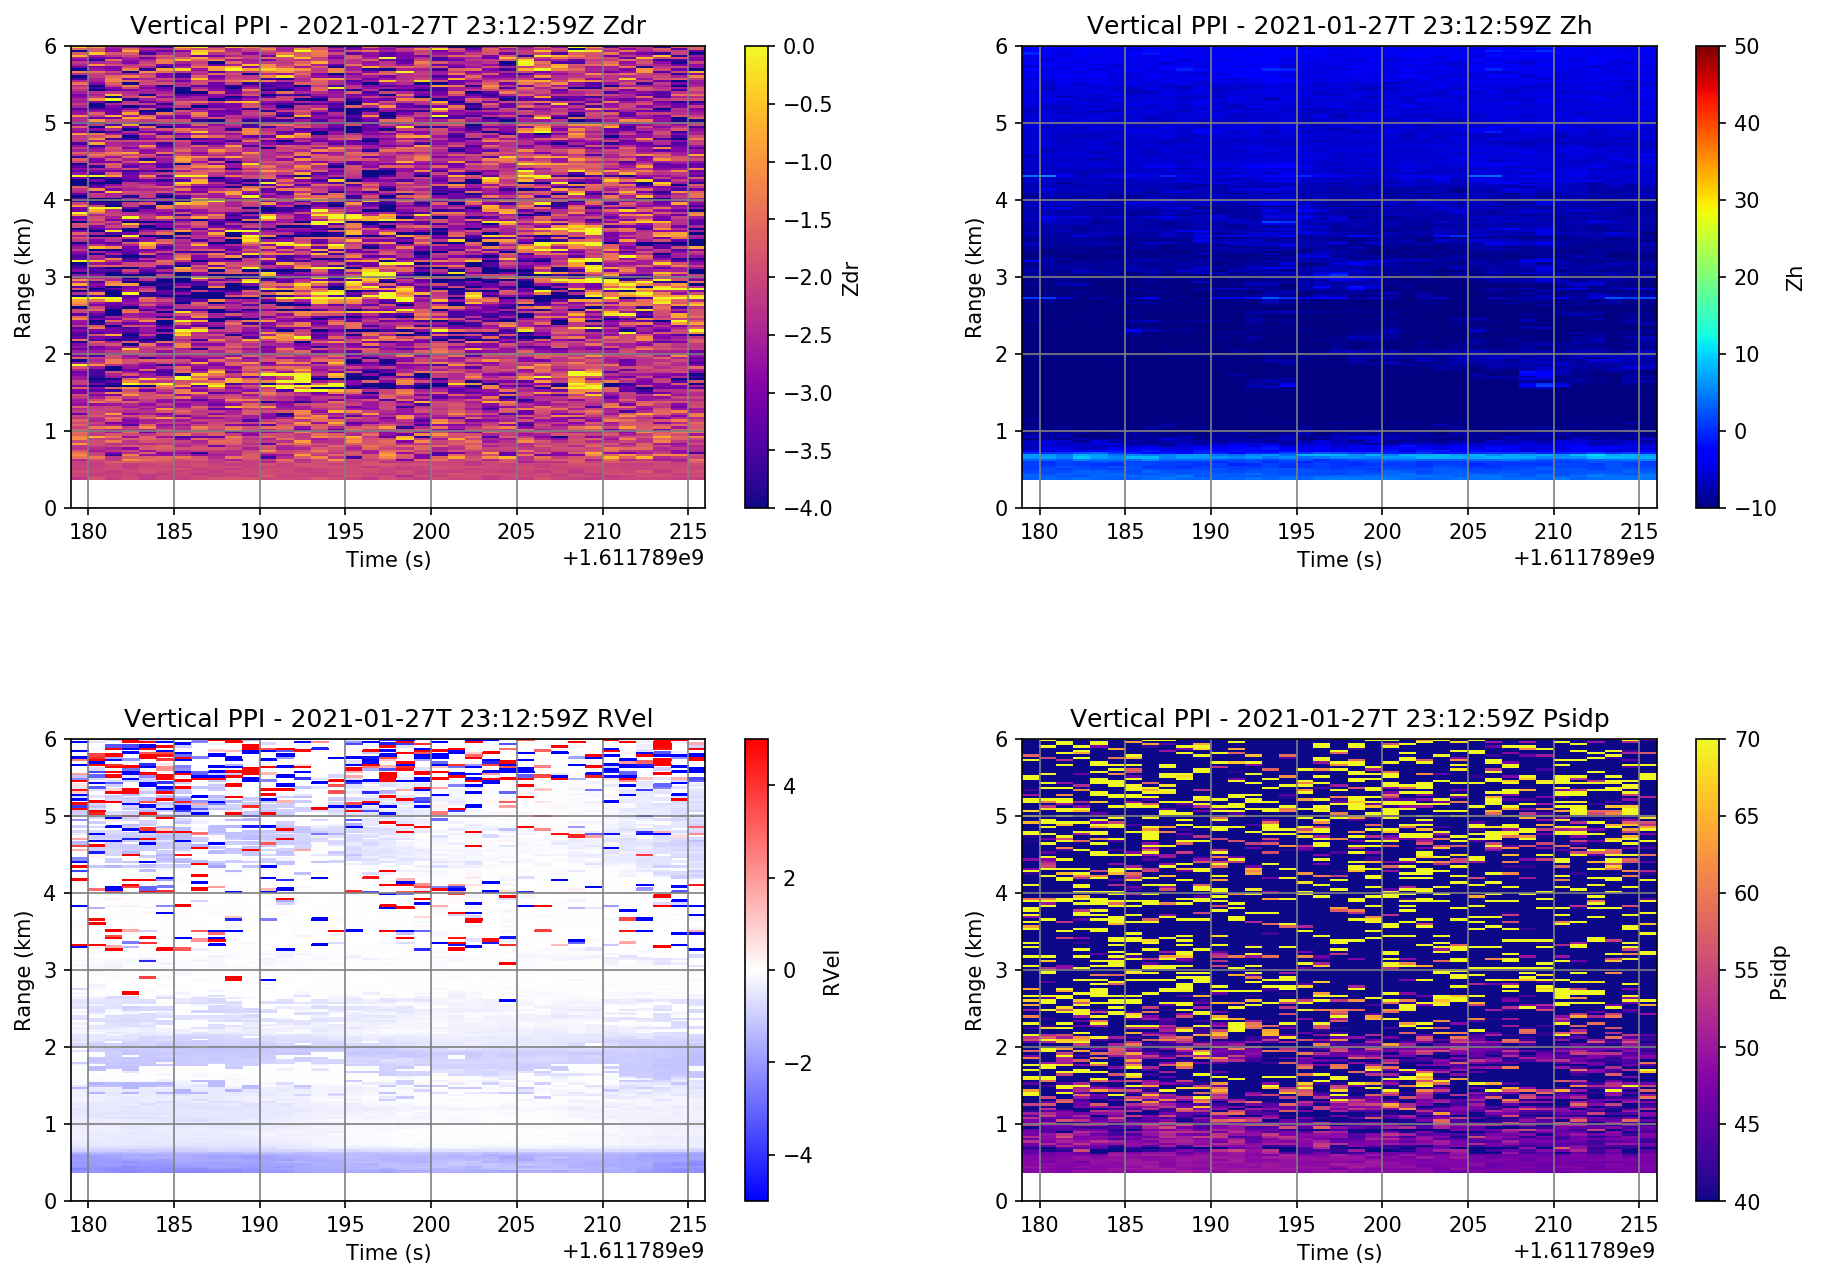 Vertical PPI - 2021-01-27T 23:12:59Z Zdr
6
5
4
3
2
1
0
Range (km)
180 185 190 195 200 205 210 215
Time (s)
+1.611789e9
0.0
−0.5
−1.0
−1.5
−2.0
−2.5
−3.0
−3.5
−4.0
Zdr
Vertical PPI - 2021-01-27T 23:12:59Z Zh
6
5
4
3
2
1
0
Range (km)
180 185 190 195 200 205 210 215
Time (s)
+1.611789e9
50
40
30
20
10
0
−10
Zh
Vertical PPI - 2021-01-27T 23:12:59Z RVel
6
5
4
3
2
1
0
Range (km)
180 185 190 195 200 205 210 215
Time (s)
+1.611789e9
4
2
0
−2
−4
RVel
Vertical PPI - 2021-01-27T 23:12:59Z Psidp
6
5
4
3
2
1
0
Range (km)
180 185 190 195 200 205 210 215
Time (s)
+1.611789e9
70
65
60
55
50
45
40
Psidp